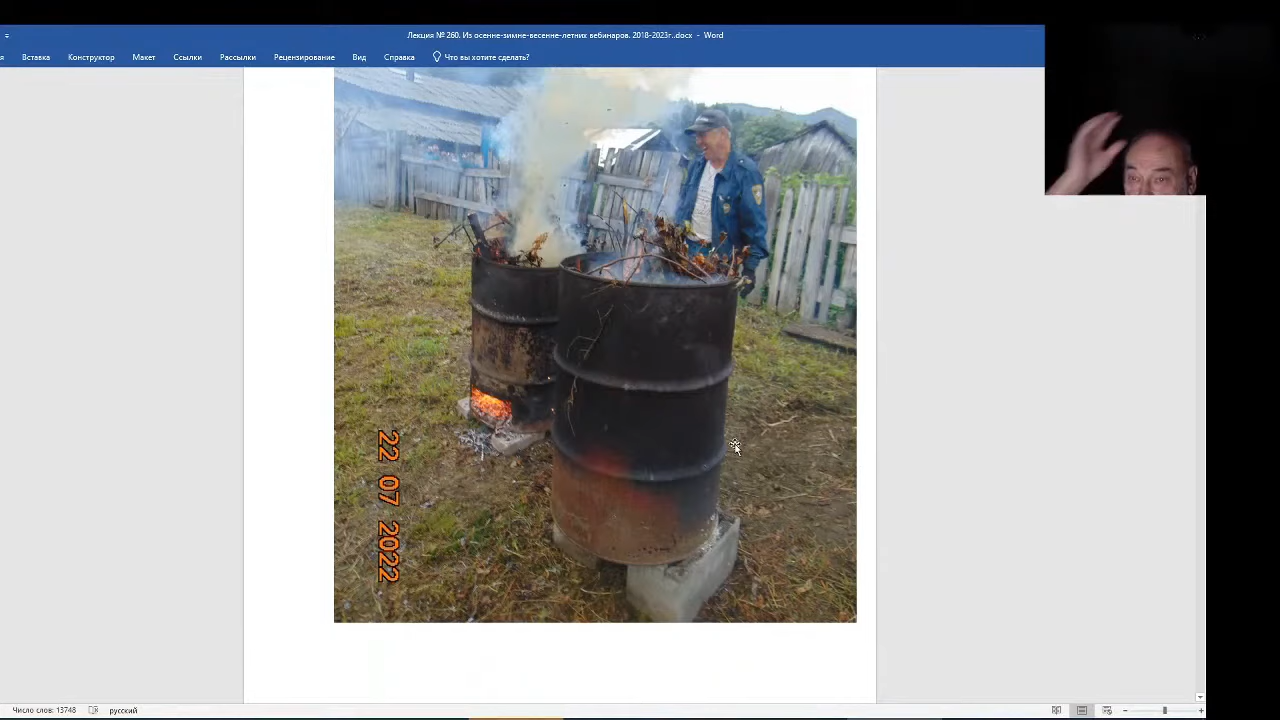 Лекция № 260. Из осенне-зимне-весенне-летних вебинаров. 2018-2023г..docx - Word
Вставка Конструктор Макет Ссылки Рассылки Рецензирование Вид Справка Что вы хотите сделать?
22 07 2022
Число слов: 13748 русский